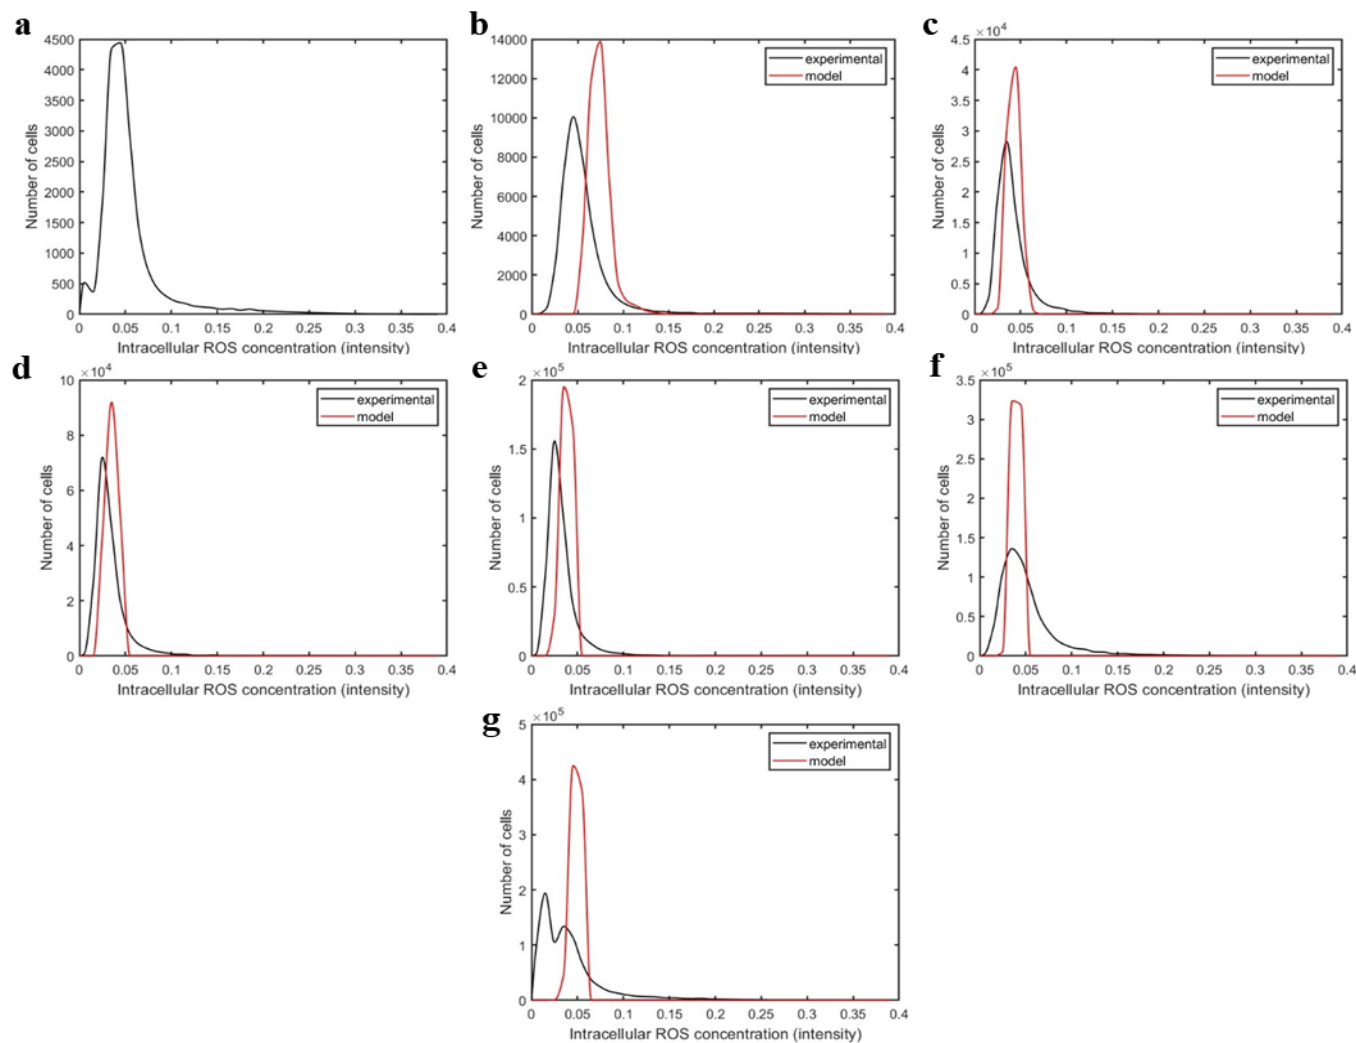 a
4500
4000
3500
3000
2500
2000
1500
1000
500
0
Number of cells
0 0.05 0.1 0.15 0.2 0.25 0.3 0.35 0.4
Intracellular ROS concentration (intensity)
b
14000
12000
10000
8000
6000
4000
2000
0
Number of cells
experimental
model
0 0.05 0.1 0.15 0.2 0.25 0.3 0.35 0.4
Intracellular ROS concentration (intensity)
c
×10⁴
4.5
4
3.5
3
2.5
2
1.5
1
0.5
0
Number of cells
experimental
model
0 0.05 0.1 0.15 0.2 0.25 0.3 0.35 0.4
Intracellular ROS concentration (intensity)
d
×10⁴
10
8
6
4
2
0
Number of cells
experimental
model
0 0.05 0.1 0.15 0.2 0.25 0.3 0.35 0.4
Intracellular ROS concentration (intensity)
e
×10⁵
2
1.5
1
0.5
0
Number of cells
experimental
model
0 0.05 0.1 0.15 0.2 0.25 0.3 0.35 0.4
Intracellular ROS concentration (intensity)
f
×10⁵
3.5
3
2.5
2
1.5
1
0.5
0
Number of cells
experimental
model
0 0.05 0.1 0.15 0.2 0.25 0.3 0.35 0.4
Intracellular ROS concentration (intensity)
g
×10⁵
5
4
3
2
1
0
Number of cells
experimental
model
0 0.05 0.1 0.15 0.2 0.25 0.3 0.35 0.4
Intracellular ROS concentration (intensity)